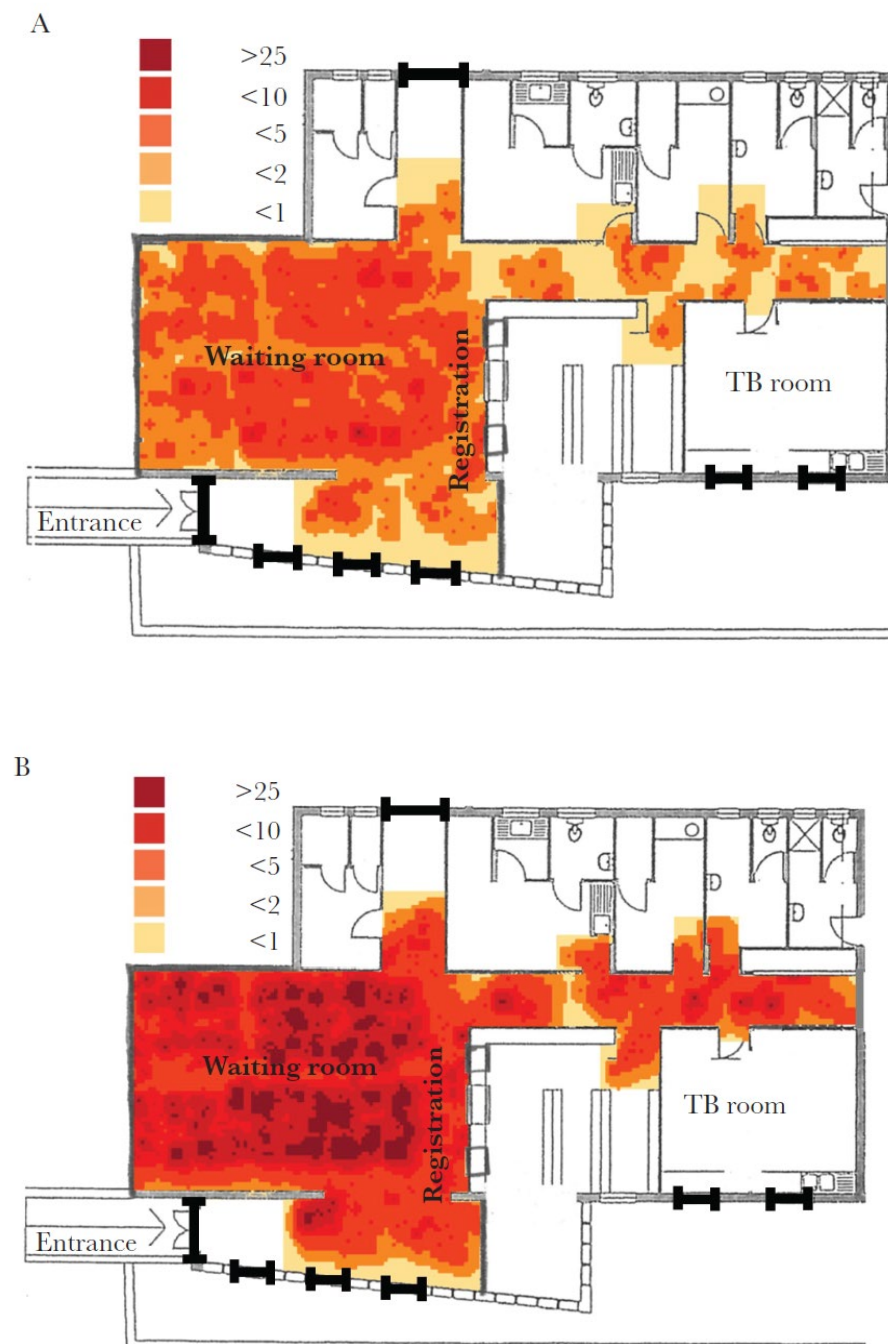 A
>25
<10
<5
<2
<1
Waiting room
Registration
TB room
Entrance
B
>25
<10
<5
<2
<1
Waiting room
Registration
TB room
Entrance